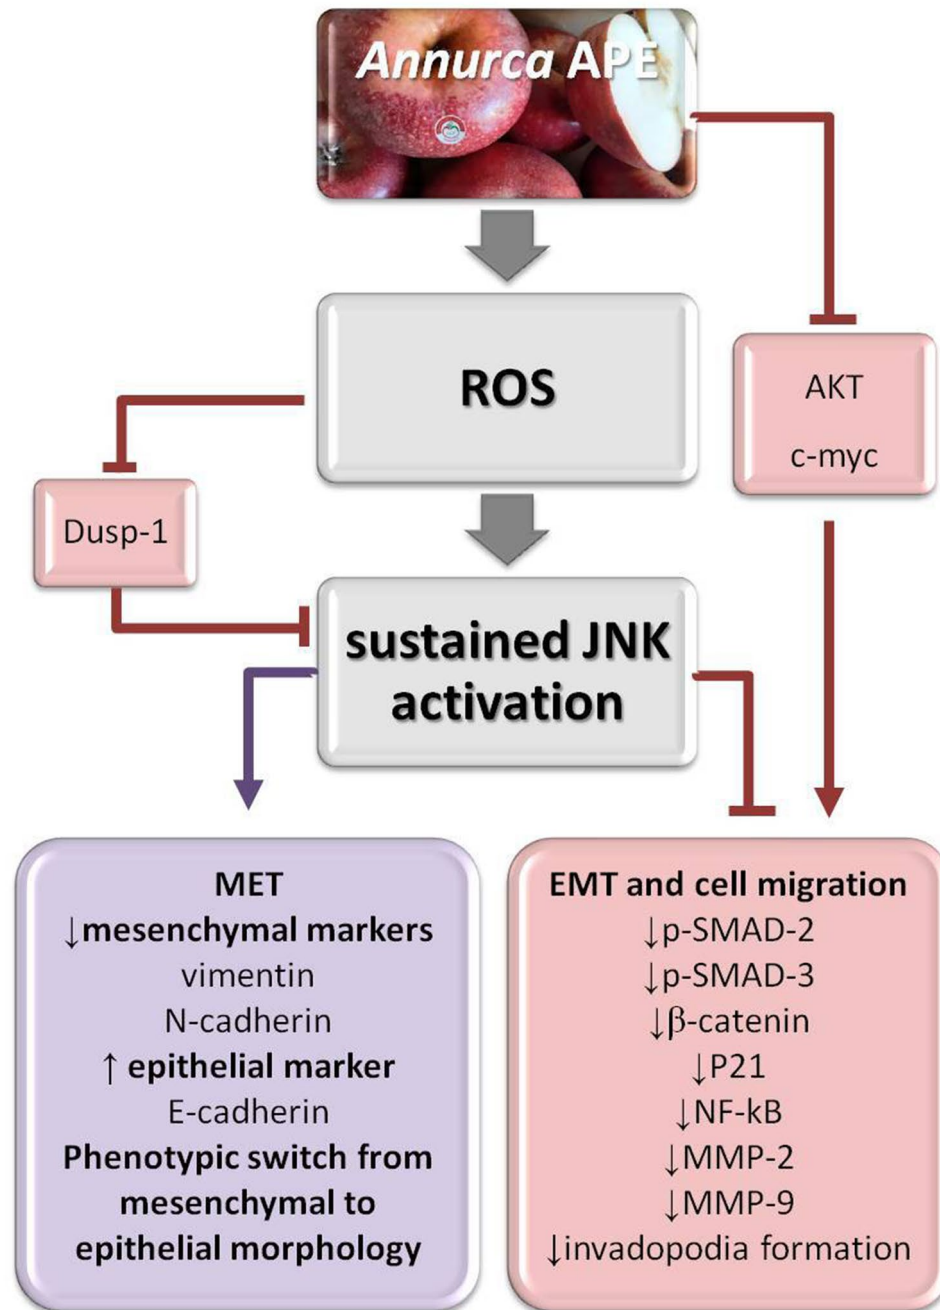 Annurca APE
ROS
AKT
c-myc
Dusp-1
sustained JNK
activation
MET
↓mesenchymal markers
vimentin
N-cadherin
↑ epithelial marker
E-cadherin
Phenotypic switch from
mesenchymal to
epithelial morphology
EMT and cell migration
↓p-SMAD-2
↓p-SMAD-3
↓β-catenin
↓P21
↓NF-kB
↓MMP-2
↓MMP-9
↓invadopodia formation